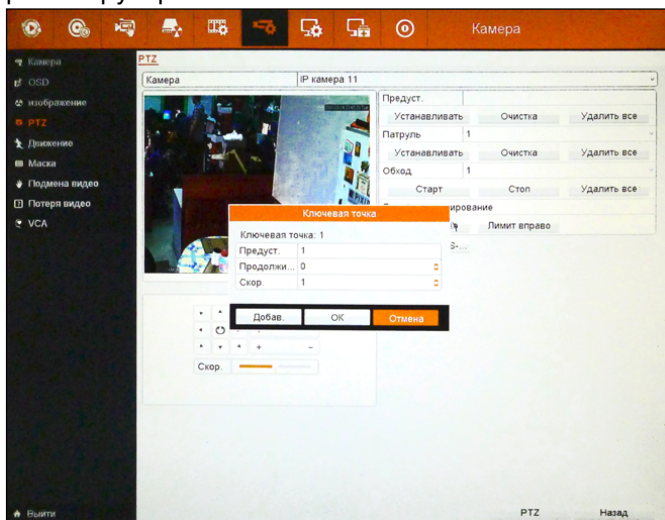 Камера
Камера
OSD
изображение
PTZ
Движение
Маска
Подмена видео
Потеря видео
VCA
Выйти
PTZ
Камера IP камера 11
Предуст.
Устанавливать Очистка Удалить все
Патруль 1
Устанавливать Очистка Удалить все
Обход 1
Старт Стоп Удалить все
Лимит вправо
Ключевая точка
Ключевая точка: 1
Предуст. 1
Продолжи... 0
Скор. 1
Добав. OK Отмена
Скор.
PTZ Назад